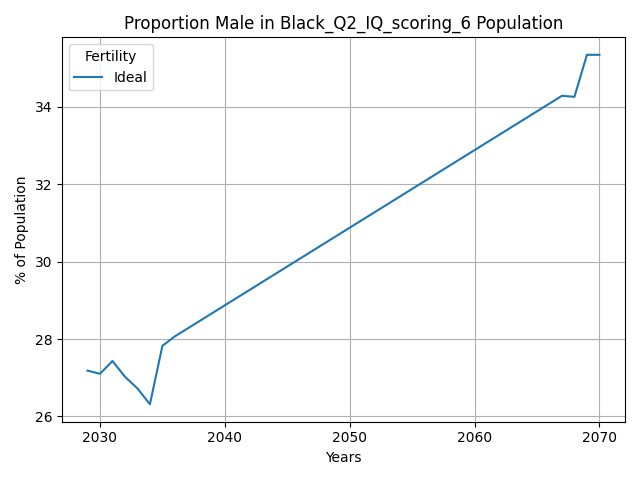 Proportion Male in Black_Q2_IQ_scoring_6 Population
Fertility
Ideal
% of Population
34
32
30
28
26
2030 2040 2050 2060 2070
Years